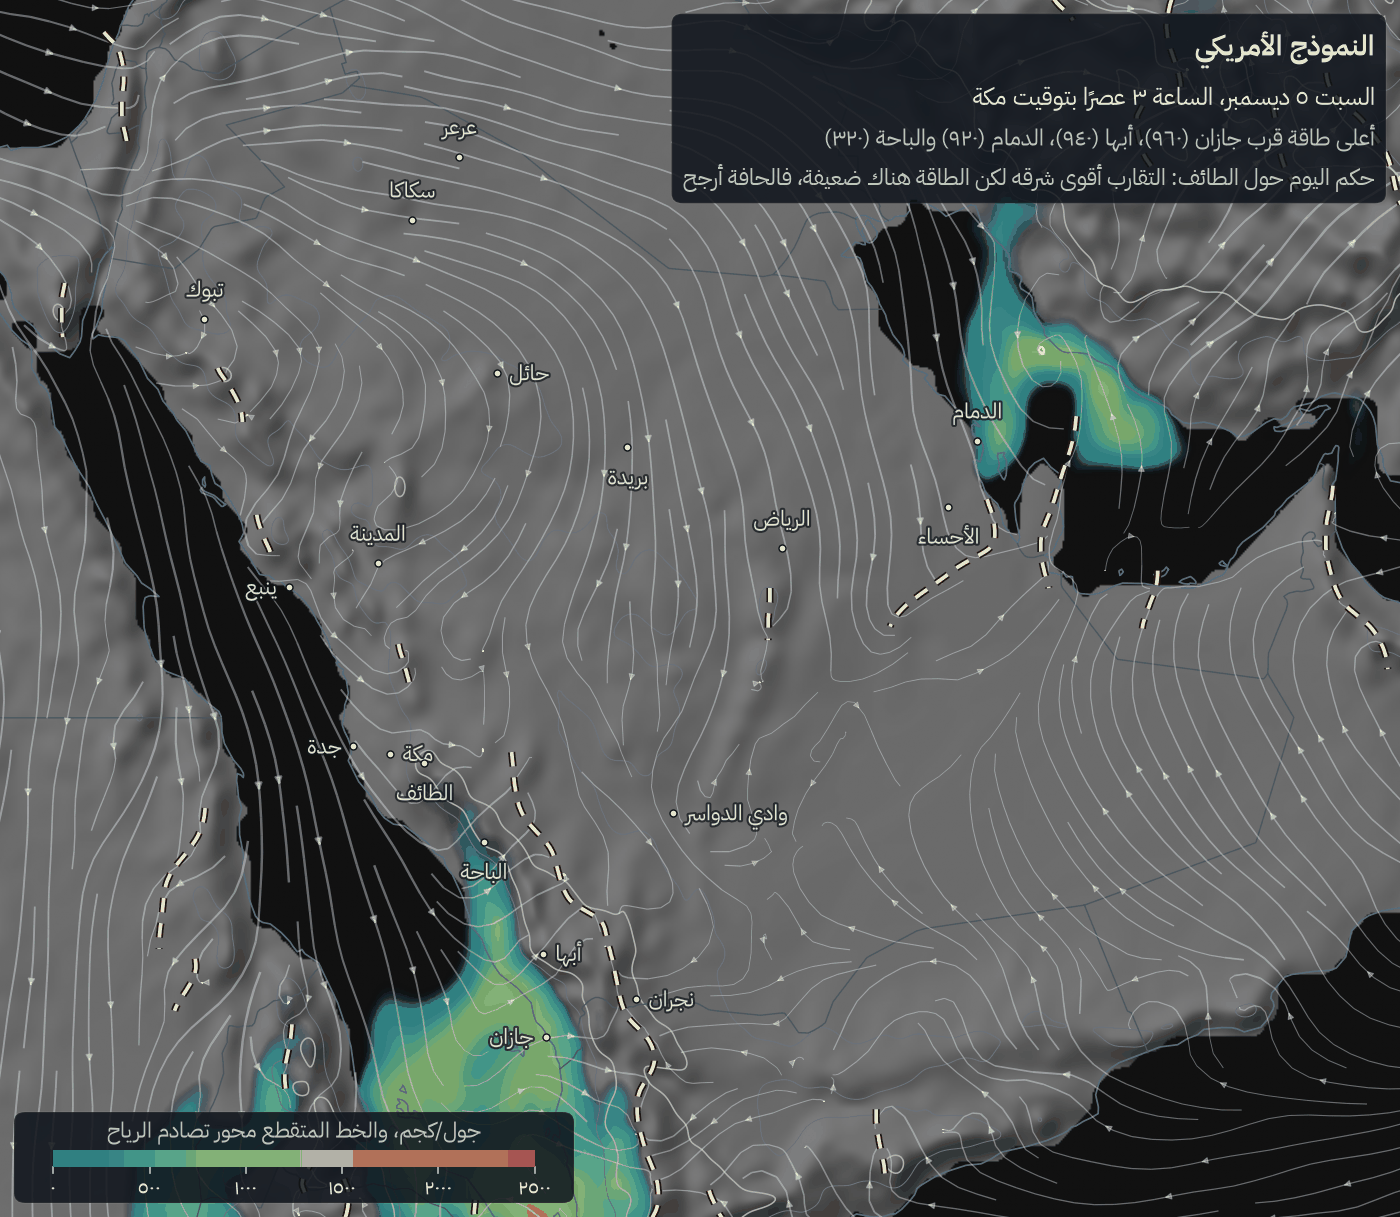 النموذج الأمريكي
السبت ٥ ديسمبر، الساعة ٣ عصرًا بتوقيت مكة
أعلى طاقة قرب جازان (٩٦٠)، أبها (٩٤٠)، الدمام (٩٢٠) والباحة (٣٢٠)
حكم اليوم حول الطائف: التقارب أقوى شرقه لكن الطاقة هناك ضعيفة، فالحافة أرجح
عرعر
سكاكا
تبوك
حائل
الدمام
بريدة
الرياض
الأحساء
المدينة
ينبع
جدة
مكة
الطائف
وادي الدواسر
الباحة
أبها
نجران
جازان
جول/كجم، والخط المتقطع محور تصادم الرياح
٠ ٥٠٠ ١٠٠٠ ١٥٠٠ ٢٠٠٠ ٢٥٠٠